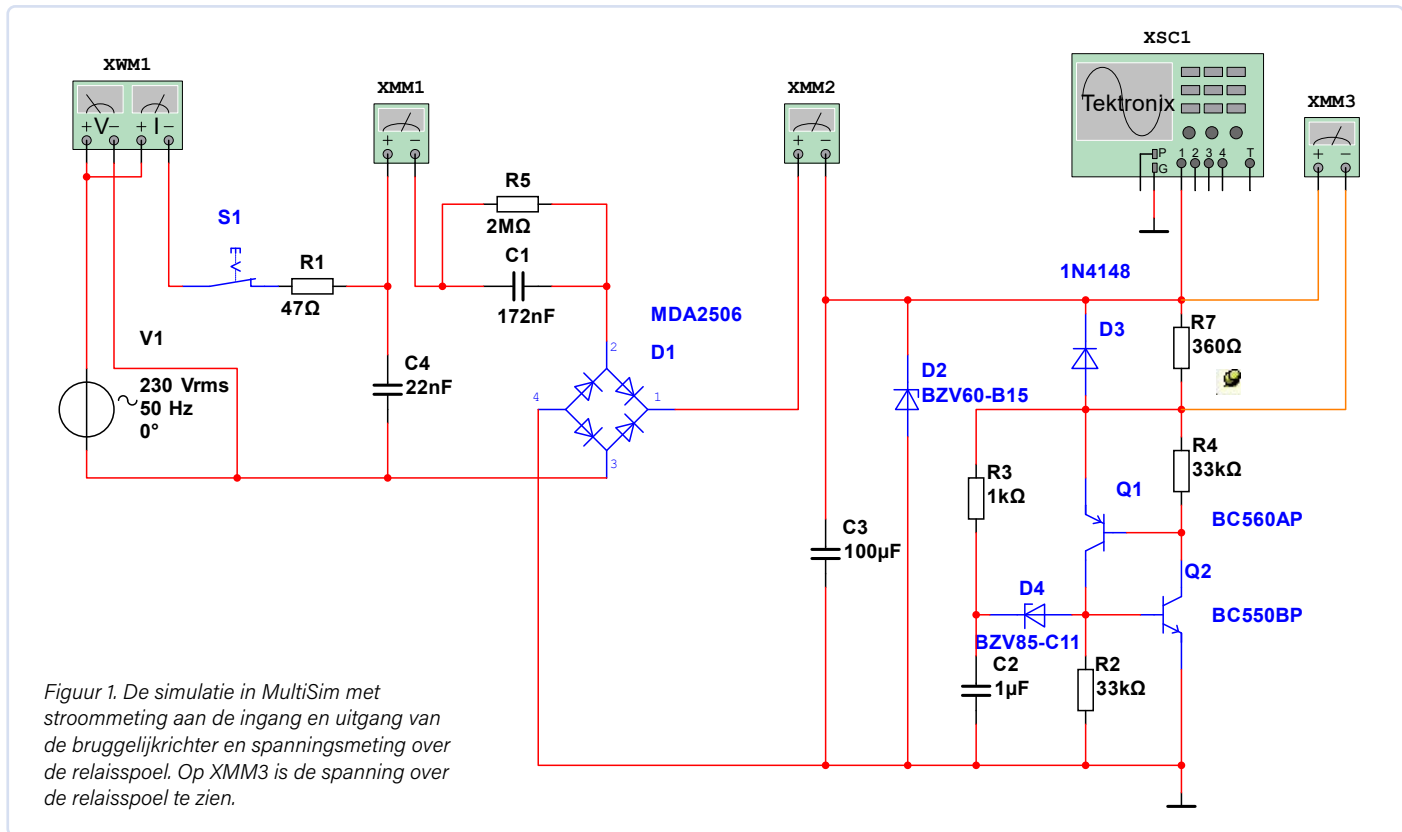 XWM1
V
I
+
-
+
-
XMM1
+
-
XMM2
+
-
XSC1
Tektronix
P
G
1
2
3
4
T
XMM3
+
-
S1
R1
47Ω
R5
2MΩ
C1
172nF
MDA2506
D1
2
1
4
3
V1
230 Vrms
50 Hz
0°
C4
22nF
1N4148
D3
R7
360Ω
D2
BZV60-B15
R3
1kΩ
R4
33kΩ
Q1
BC560AP
Q2
BC550BP
C3
100µF
D4
BZV85-C11
C2
1µF
R2
33kΩ
Figuur 1. De simulatie in MultiSim met
stroommeting aan de ingang en uitgang van
de bruggelijkrichter en spanningsmeting over
de relaisspoel. Op XMM3 is de spanning over
de relaisspoel te zien.